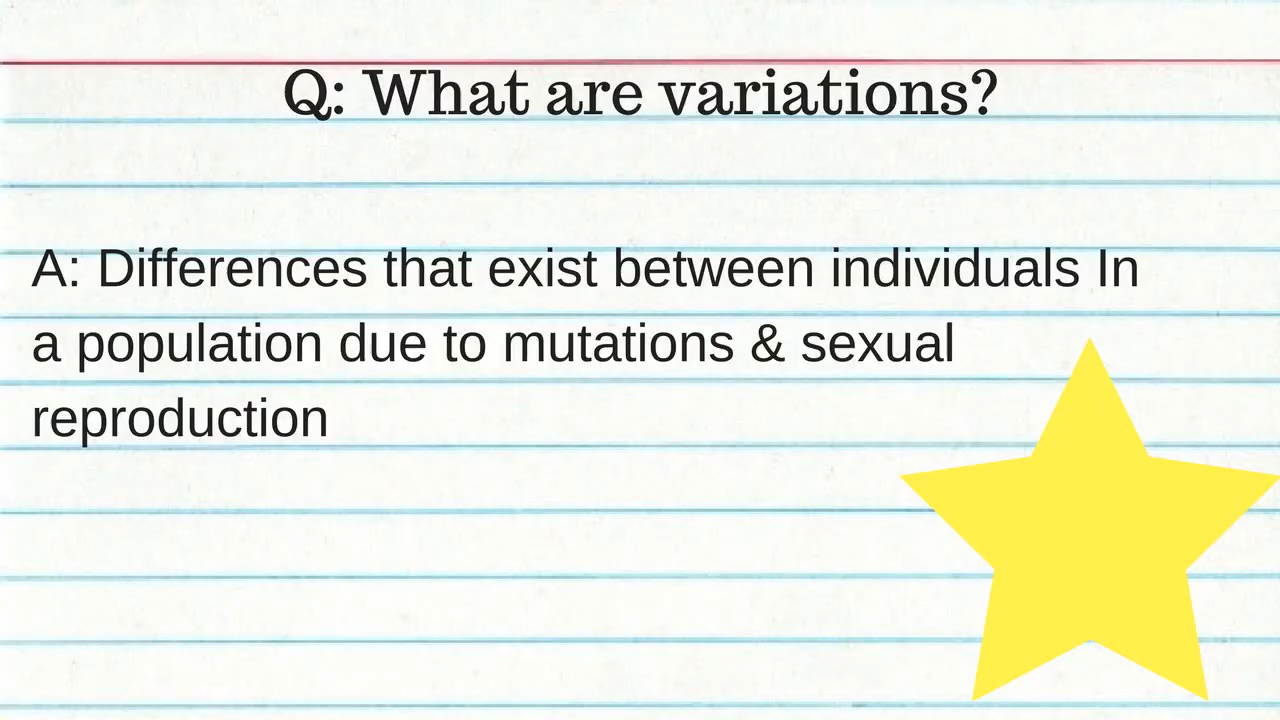 Q: What are variations?
A: Differences that exist between individuals In
a population due to mutations & sexual
reproduction